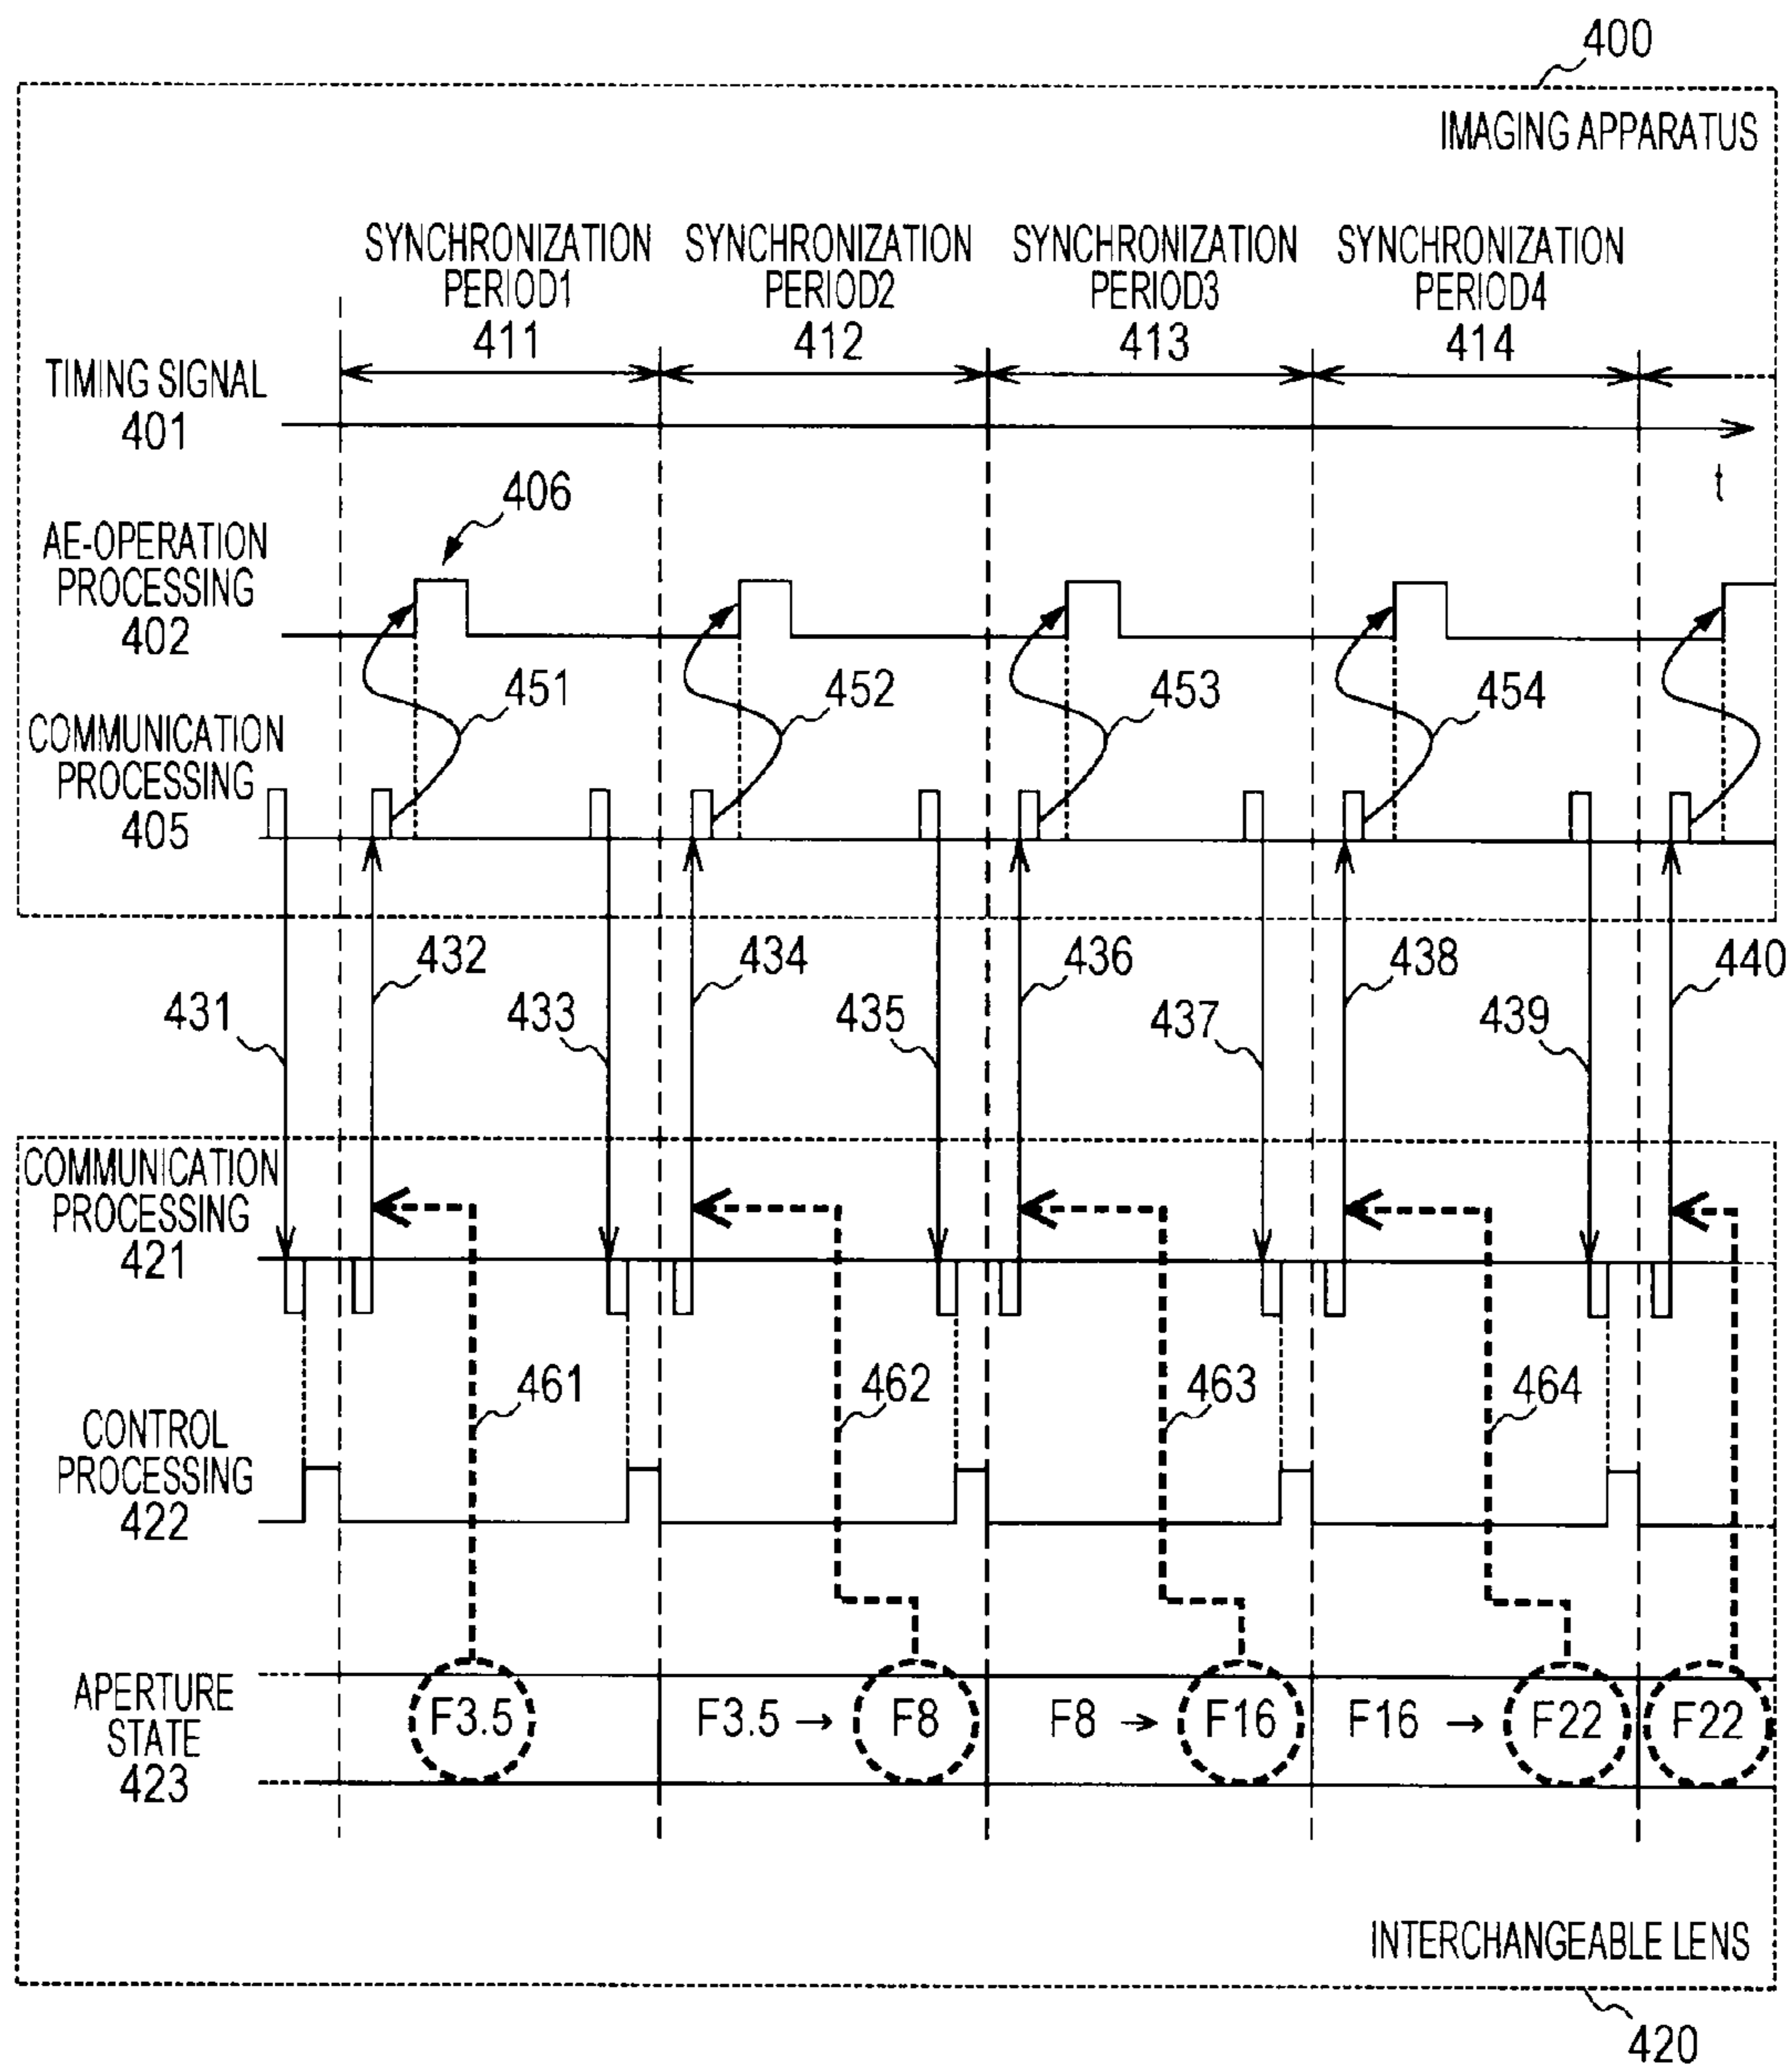 400
IMAGING APPARATUS
SYNCHRONIZATION PERIOD1 411
SYNCHRONIZATION PERIOD2 412
SYNCHRONIZATION PERIOD3 413
SYNCHRONIZATION PERIOD4 414
TIMING SIGNAL
401
t
406
AE-OPERATION
PROCESSING
402
451
452
453
454
COMMUNICATION
PROCESSING
405
432
434
436
438
440
431
433
435
437
439
COMMUNICATION
PROCESSING
421
461
462
463
464
CONTROL
PROCESSING
422
APERTURE
STATE
423
F3.5
F3.5 → F8
F8 → F16
F16 → F22
F22
INTERCHANGEABLE LENS
420